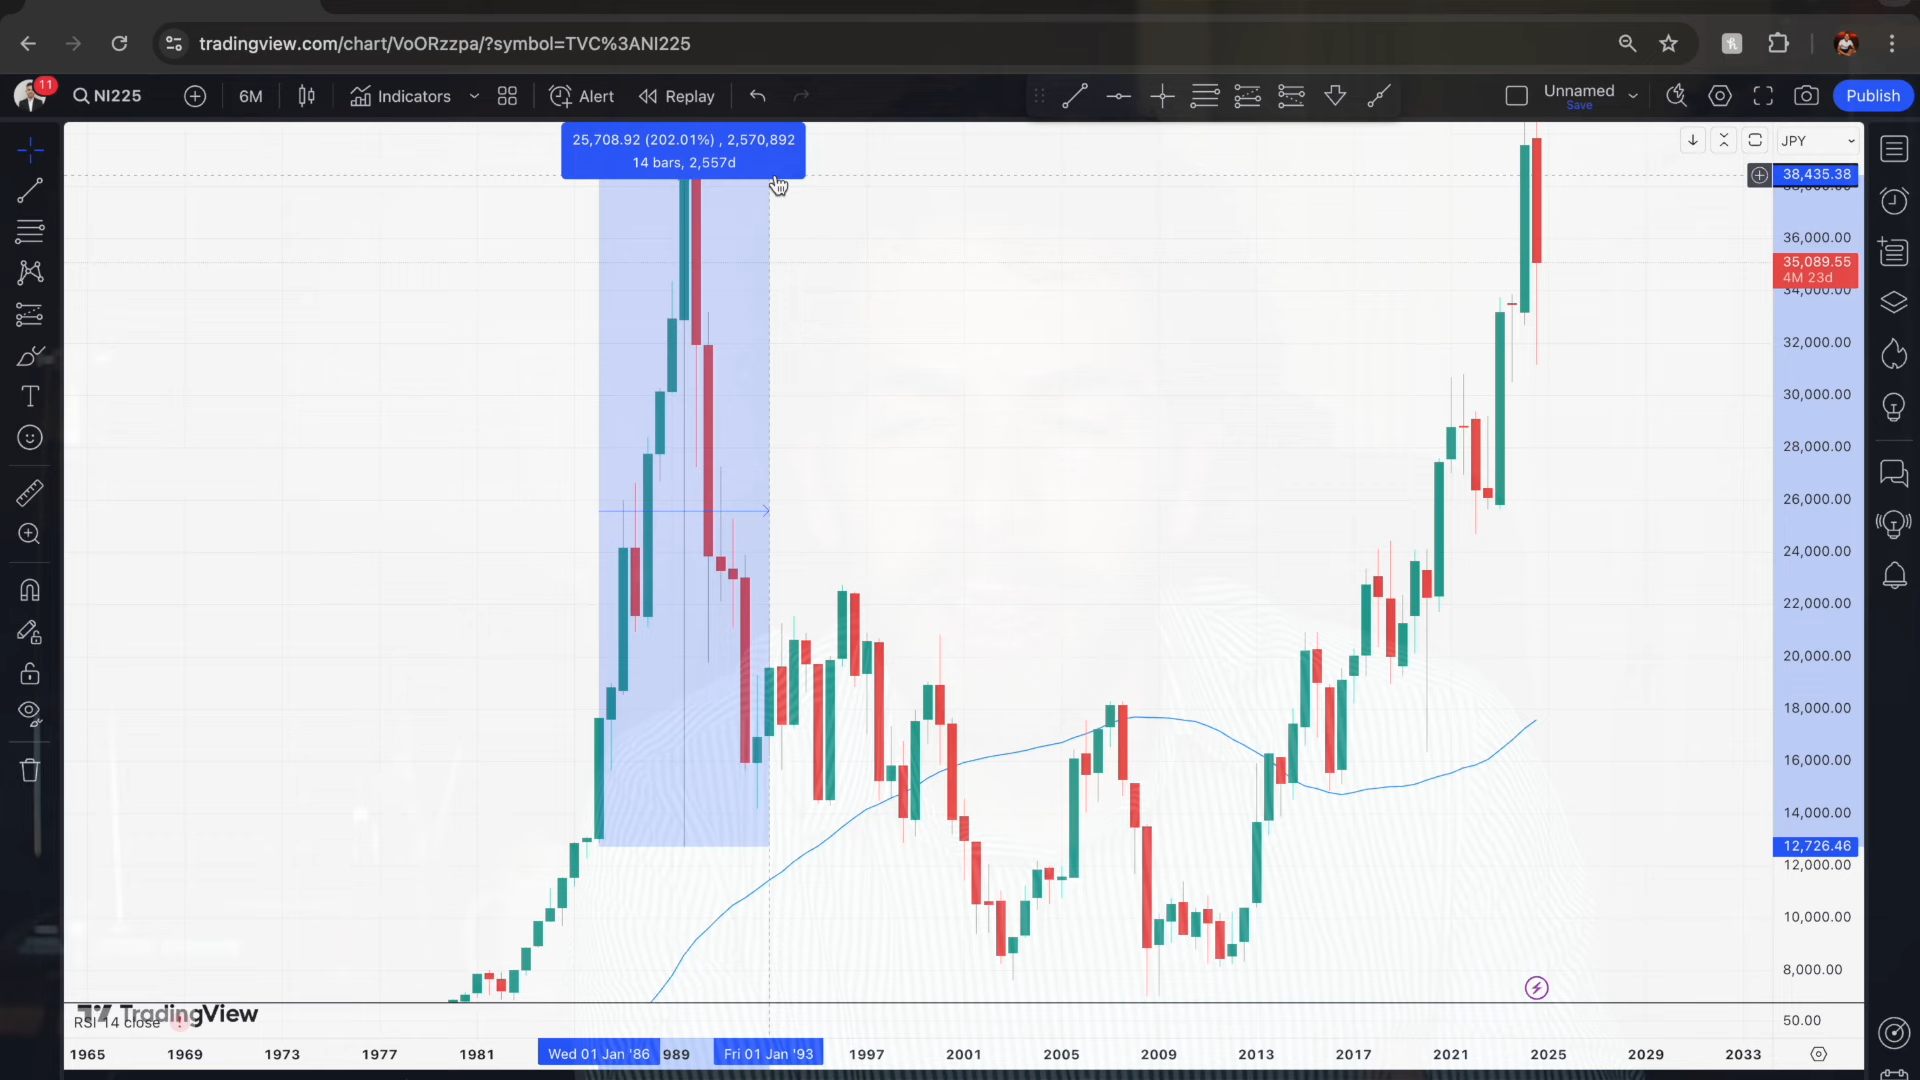 tradingview.com/chart/VoORzzpa/?symbol=TVC%3ANI225
11
NI225
6M
Indicators
Alert
Replay
Unnamed
Save
Publish
25,708.92 (202.01%) , 2,570,892
14 bars, 2,557d
JPY
38,435.38
36,000.00
35,089.55
4M 23d
34,000.00
32,000.00
30,000.00
28,000.00
26,000.00
24,000.00
22,000.00
20,000.00
18,000.00
16,000.00
14,000.00
12,726.46
12,000.00
10,000.00
8,000.00
TradingView
RSI 14 close
50.00
1965 1969 1973 1977 1981 Wed 01 Jan '86 989 Fri 01 Jan '93 1997 2001 2005 2009 2013 2017 2021 2025 2029 2033